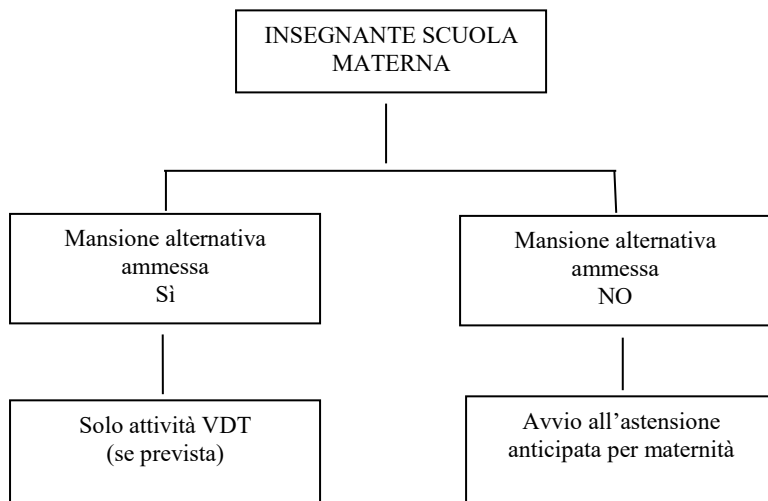 INSEGNANTE SCUOLA
MATERNA
Mansione alternativa
ammessa
Sì
Mansione alternativa
ammessa
NO
Solo attività VDT
(se prevista)
Avvio all’astensione
anticipata per maternità